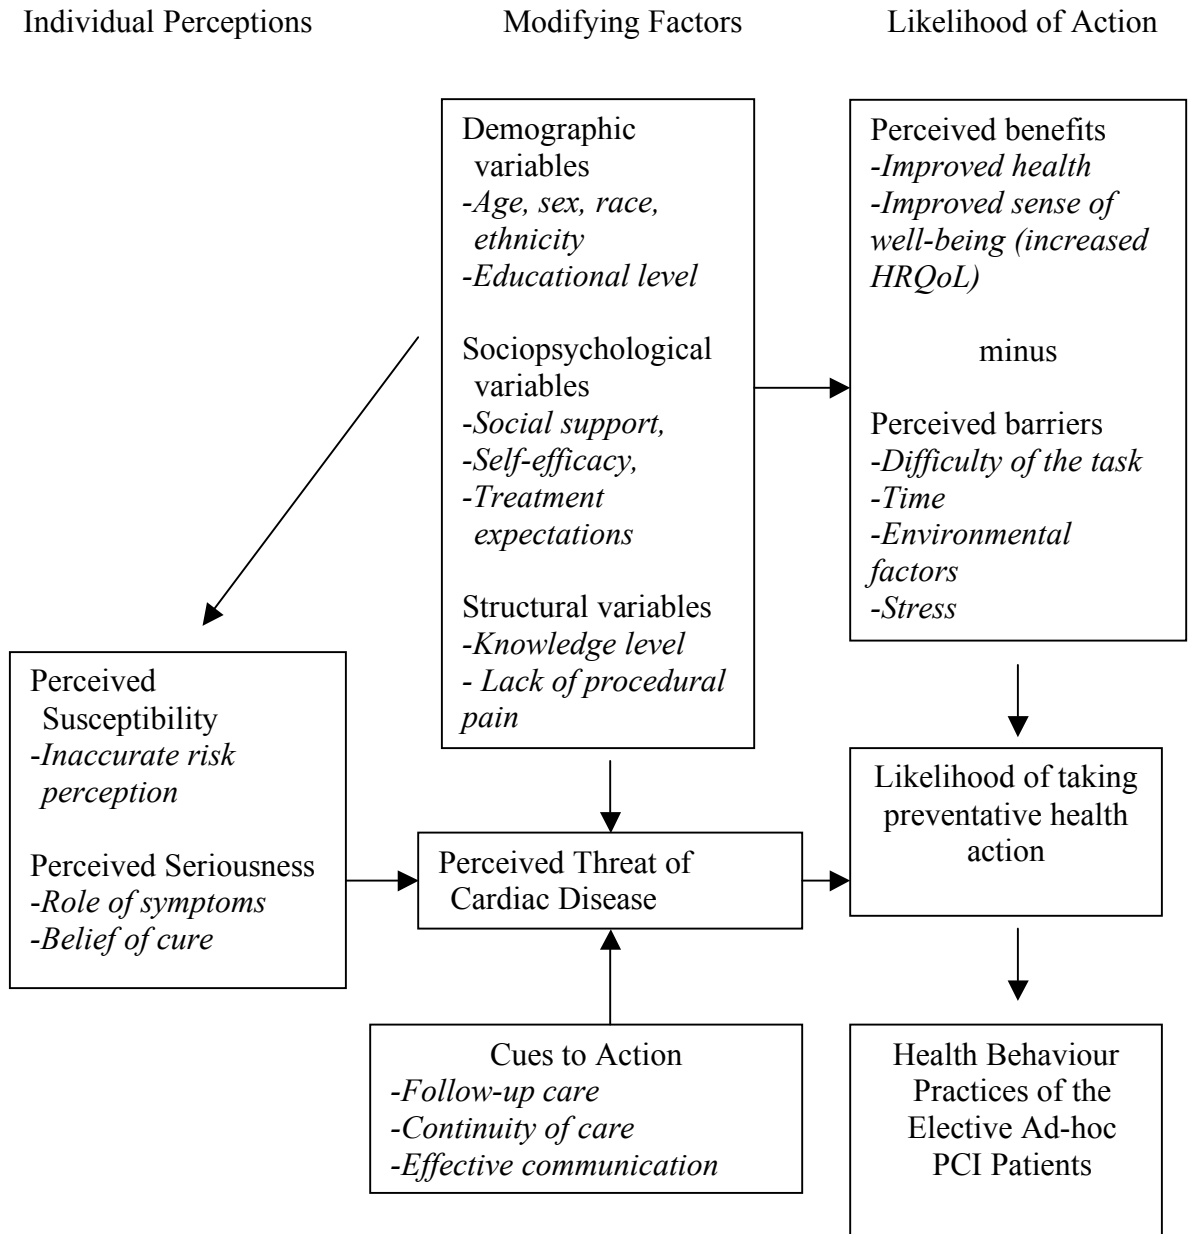 Individual Perceptions
Modifying Factors
Likelihood of Action
Demographic
variables
-Age, sex, race,
ethnicity
-Educational level
Sociopsychological
variables
-Social support,
-Self-efficacy,
-Treatment
expectations
Structural variables
-Knowledge level
- Lack of procedural
pain
Perceived benefits
-Improved health
-Improved sense of
well-being (increased
HRQoL)
minus
Perceived barriers
-Difficulty of the task
-Time
-Environmental
factors
-Stress
Perceived
Susceptibility
-Inaccurate risk
perception
Perceived Seriousness
-Role of symptoms
-Belief of cure
Perceived Threat of
Cardiac Disease
Likelihood of taking
preventative health
action
Cues to Action
-Follow-up care
-Continuity of care
-Effective communication
Health Behaviour
Practices of the
Elective Ad-hoc
PCI Patients